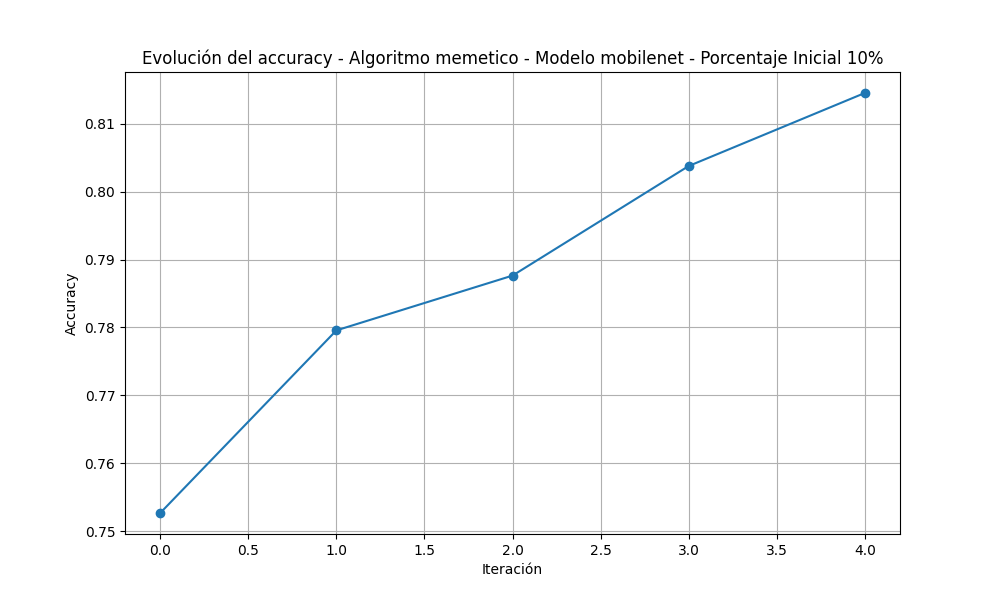 Evolución del accuracy - Algoritmo memetico - Modelo mobilenet - Porcentaje Inicial 10%
0.81
0.80
0.79
0.78
0.77
0.76
0.75
Accuracy
0.0 0.5 1.0 1.5 2.0 2.5 3.0 3.5 4.0
Iteración